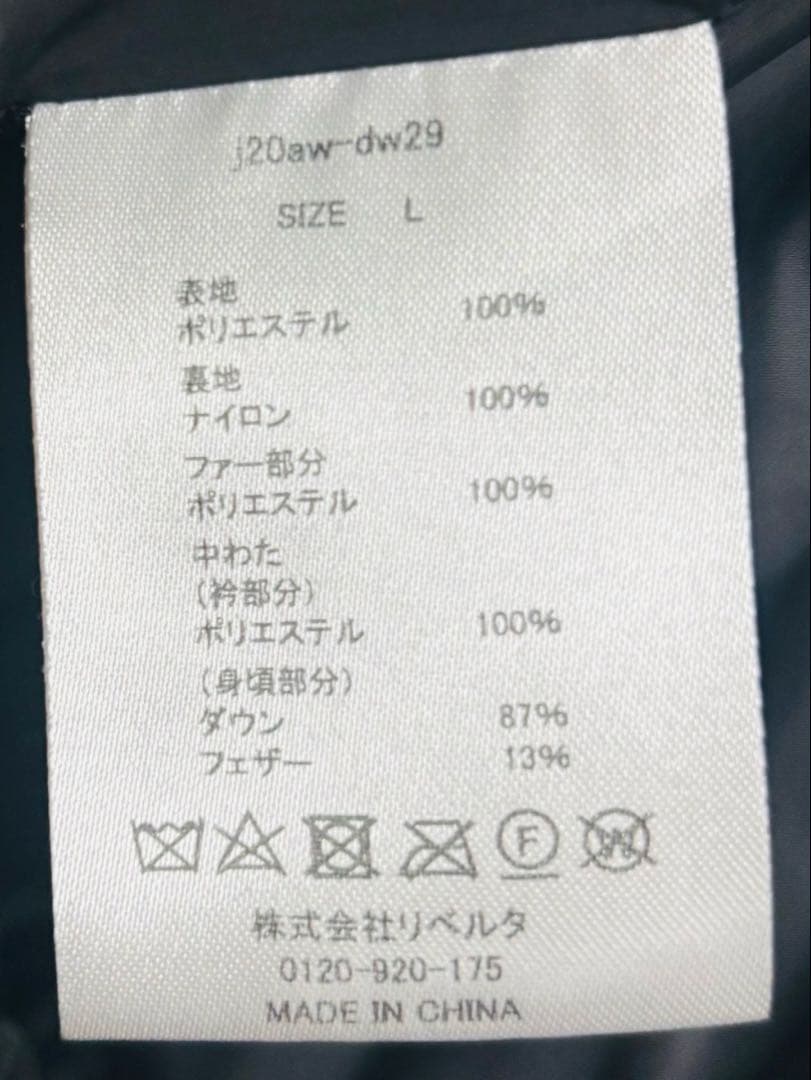 j20aw-dw29
SIZE L
表地
ポリエステル 100%
裏地
ナイロン 100%
ファー部分
ポリエステル 100%
中わた
(衿部分)
ポリエステル 100%
(身頃部分)
ダウン 87%
フェザー 13%
F W
株式会社リベルタ
0120-920-175
MADE IN CHINA